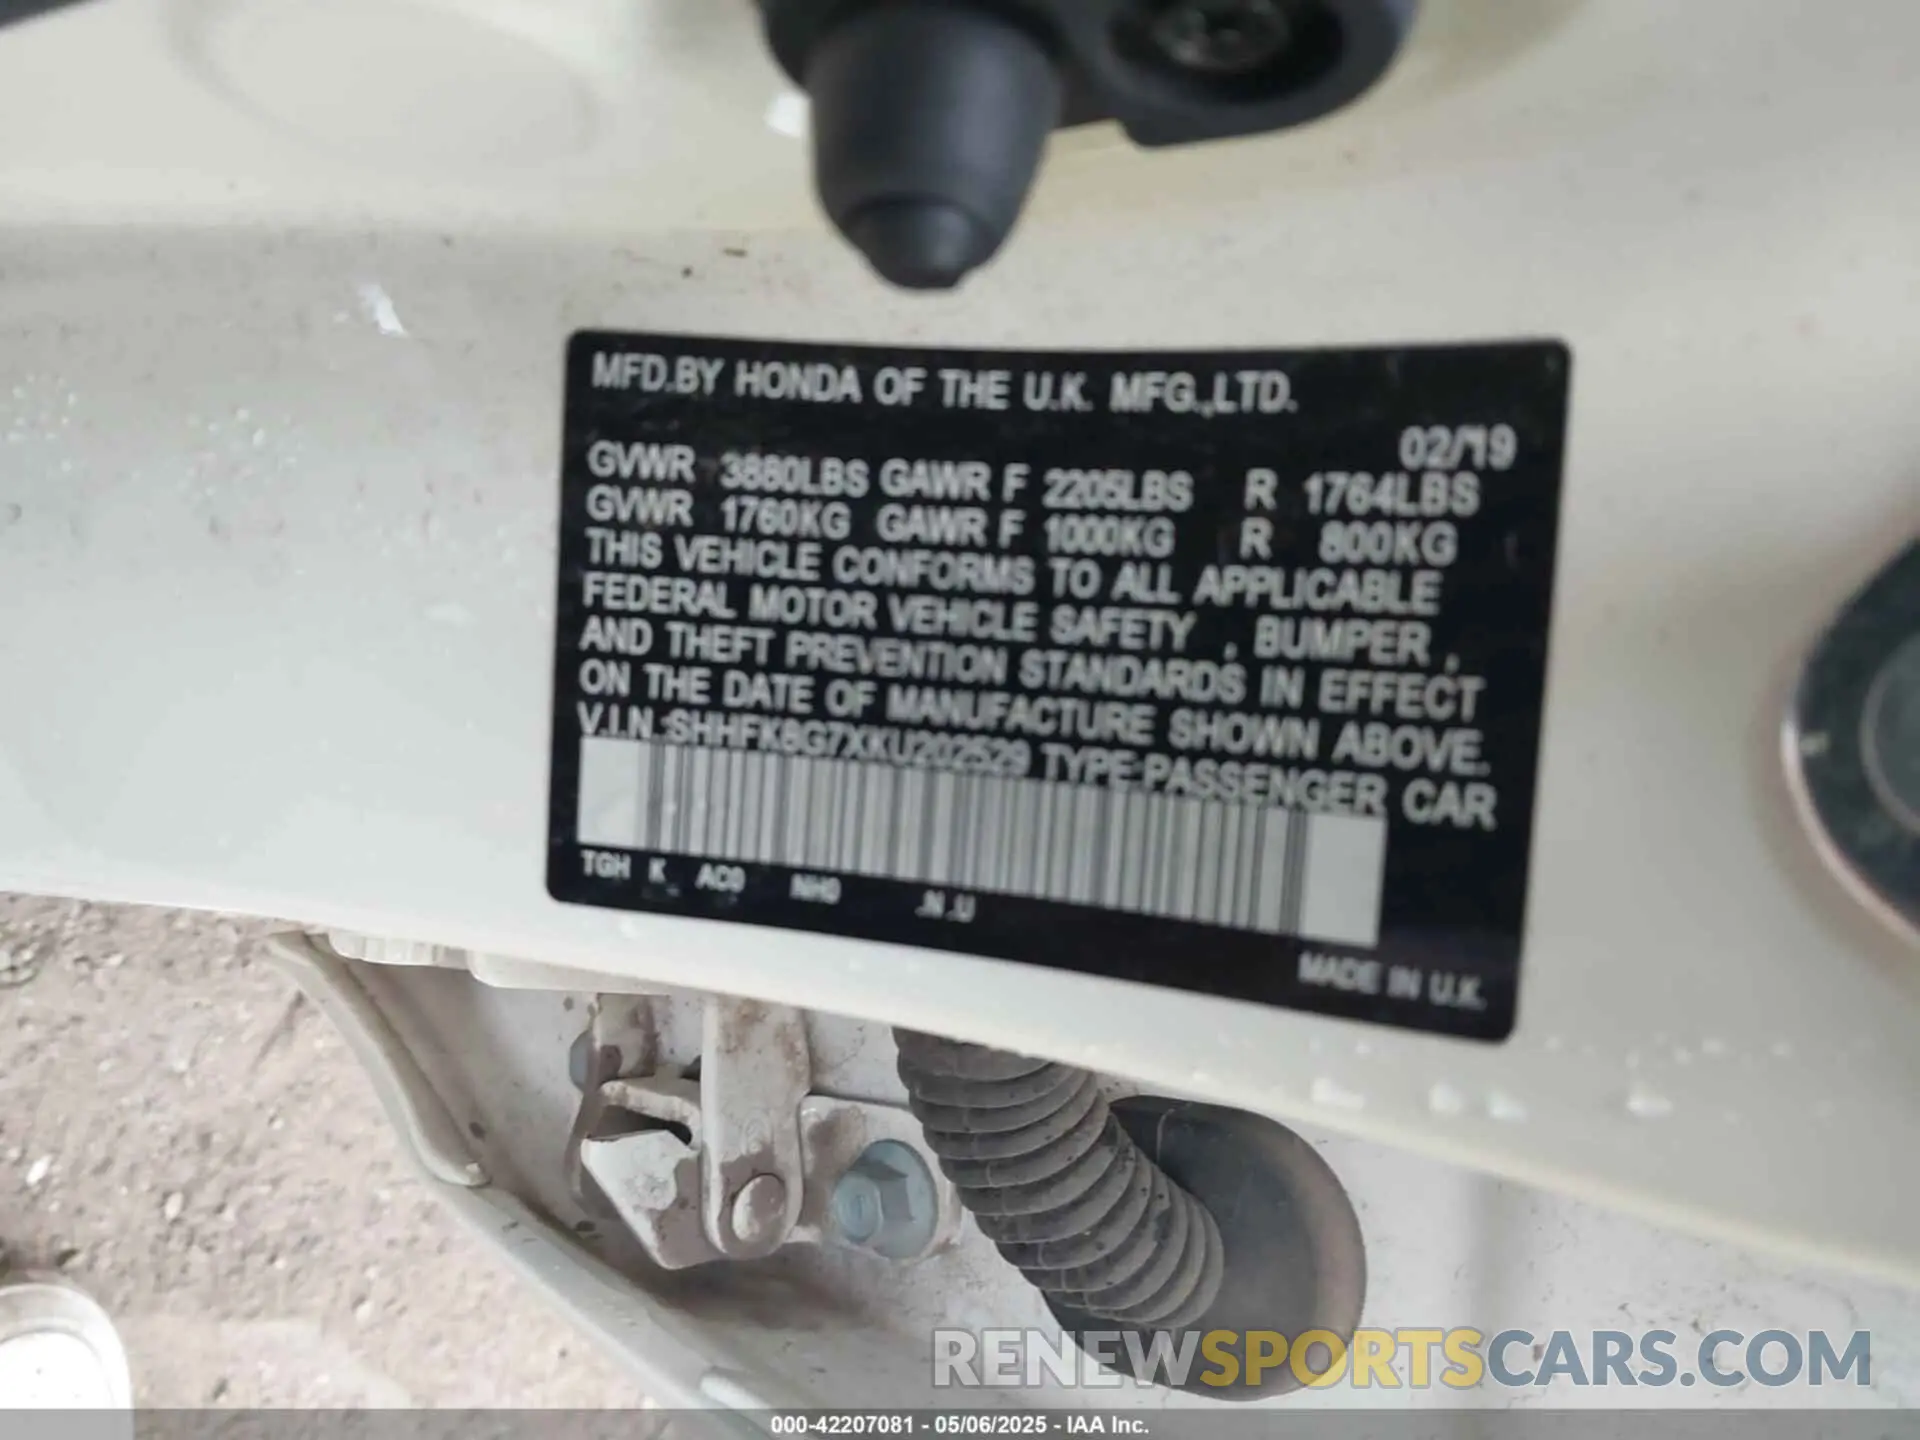 MFD.BY HONDA OF THE U.K. MFG.,LTD.
02/19
GVWR 3880LBS GAWR F 2205LBS R 1764LBS
GVWR 1760KG GAWR F 1000KG R 800KG
THIS VEHICLE CONFORMS TO ALL APPLICABLE
FEDERAL MOTOR VEHICLE SAFETY , BUMPER ,
AND THEFT PREVENTION STANDARDS IN EFFECT
ON THE DATE OF MANUFACTURE SHOWN ABOVE.
V.I.N.:SHHFK8G7XKU202529 TYPE:PASSENGER CAR
TGH K AC0 NH0 .N .U
MADE IN U.K.
RENEWSPORTSCARS.COM
000-42207081 - 05/06/2025 - IAA Inc.